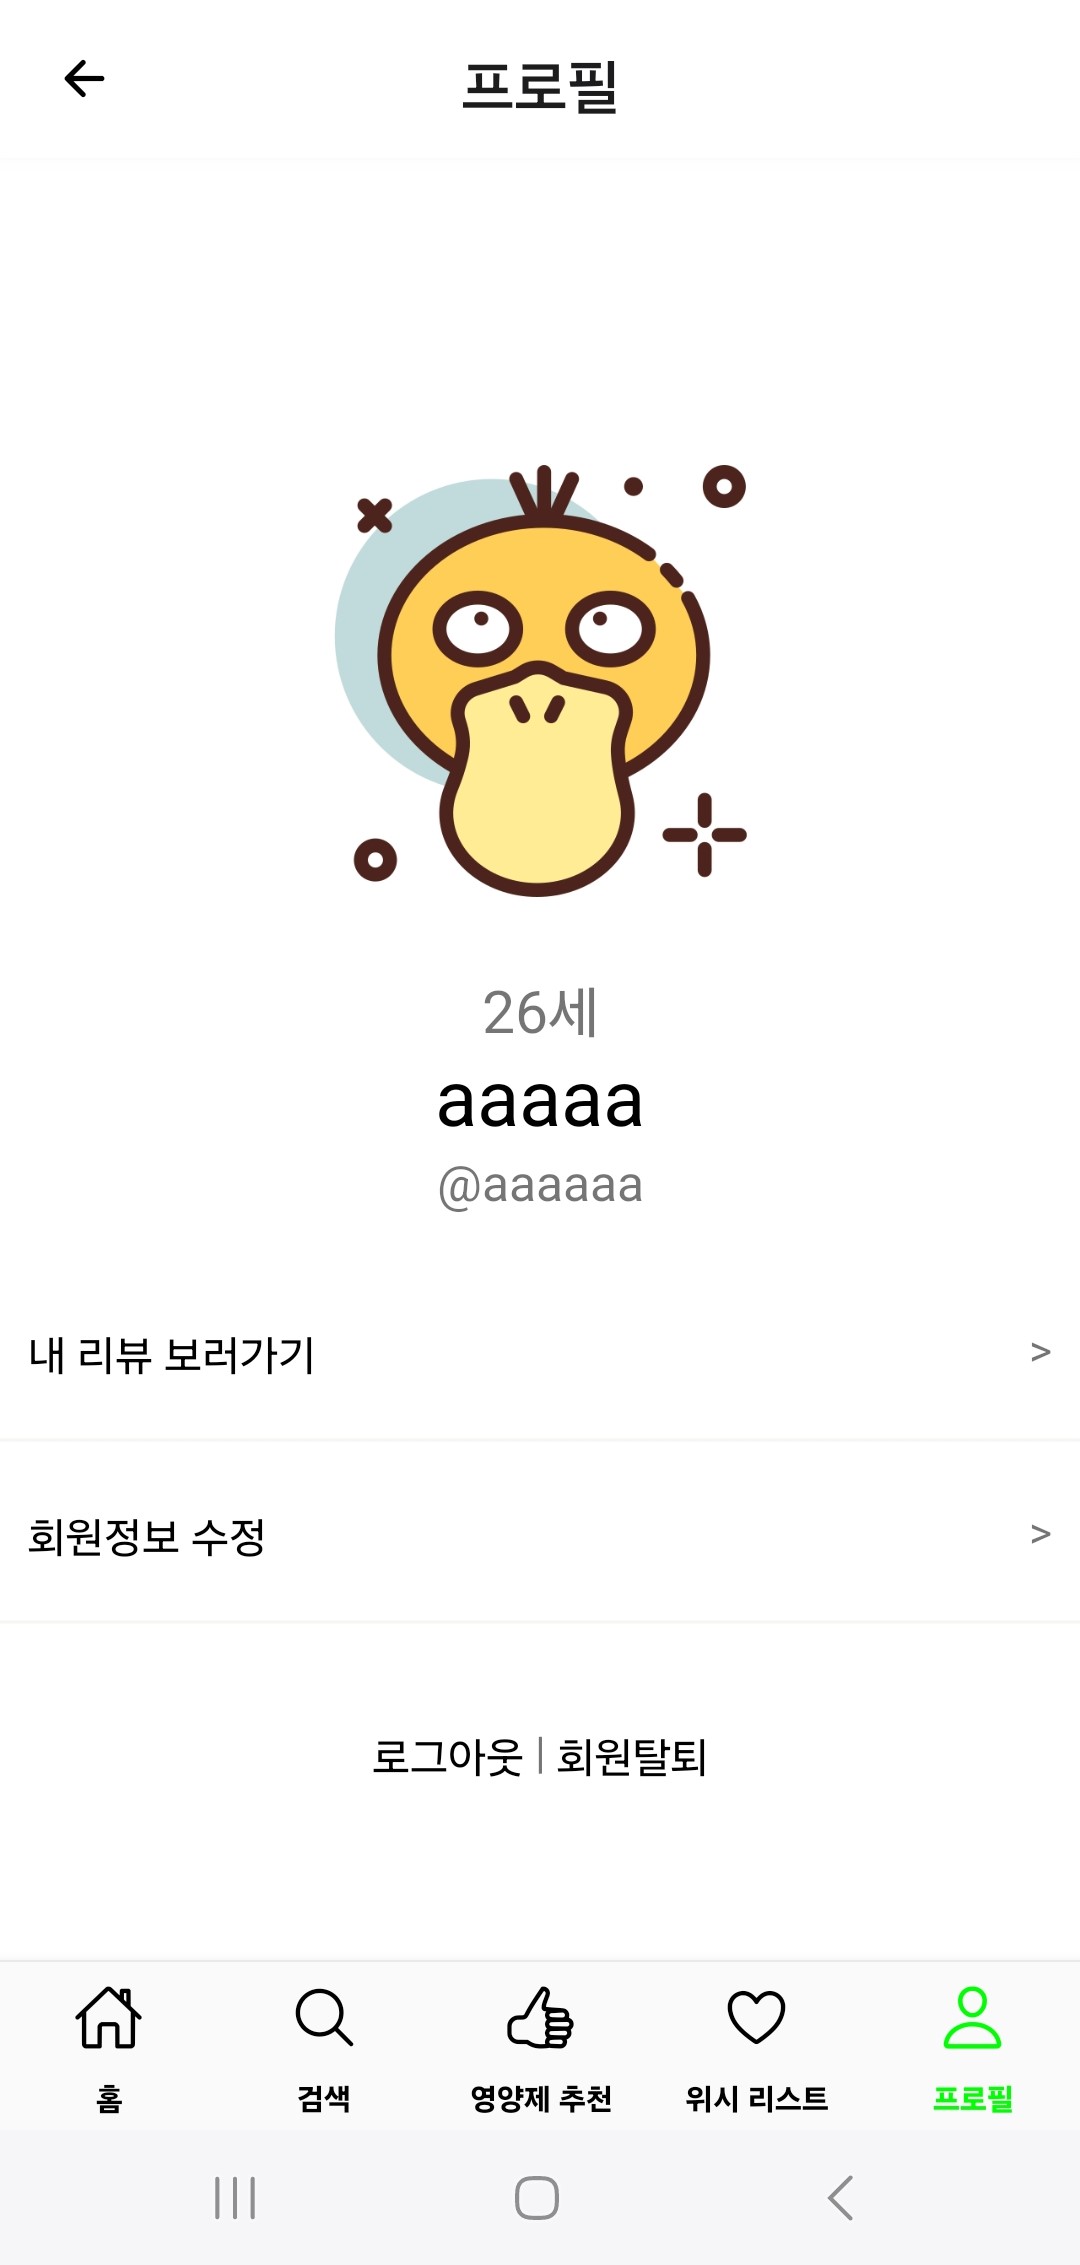 프로필
26세
aaaaa
@aaaaaa
내 리뷰 보러가기 >
회원정보 수정 >
로그아웃 | 회원탈퇴
홈 검색 영양제 추천 위시 리스트 프로필